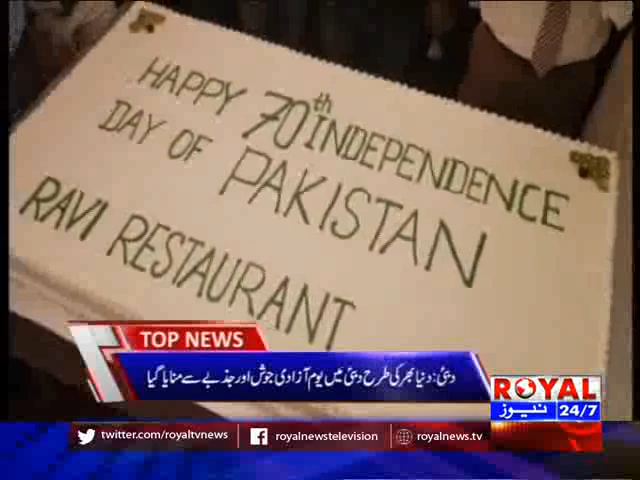 HAPPY 70th INDEPENDENCE
DAY OF PAKISTAN
RAVI RESTAURANT
TOP NEWS
دبئی: دنیا بھر کی طرح دبئی میں یوم آزادی جوش اور جذبے سے منایا گیا
ROYAL
نیوز 24/7
twitter.com/royaltvnews
royalnewstelevision
royalnews.tv